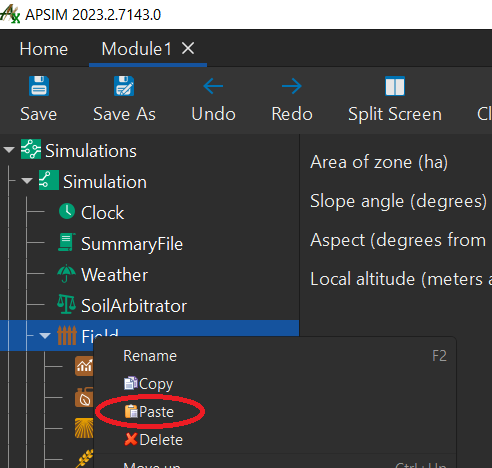 APSIM 2023.2.7143.0
Home Module1
Save Save As Undo Redo Split Screen
Simulations
Simulation
Clock
SummaryFile
Weather
SoilArbitrator
Field
Area of zone (ha)
Slope angle (degrees)
Aspect (degrees from
Local altitude (meters
Rename F2
Copy
Paste
Delete
Move up Ctrl+Up